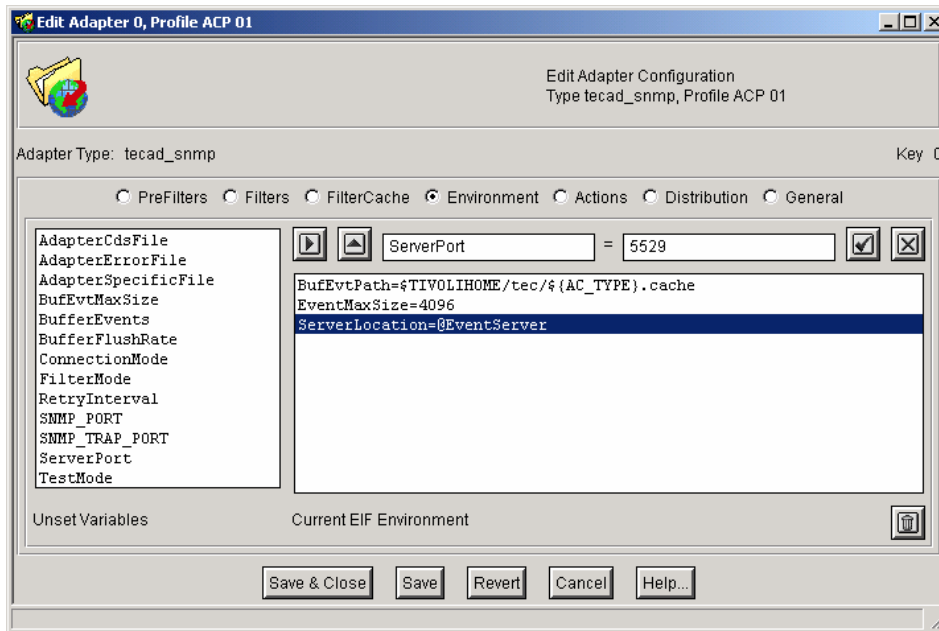 Edit Adapter 0, Profile ACP 01
Edit Adapter Configuration
Type tecad_snmp, Profile ACP 01
Adapter Type: tecad_snmp
Key 0
PreFilters Filters FilterCache Environment Actions Distribution General
AdapterCdsFile
AdapterErrorFile
AdapterSpecificFile
BufEvtMaxSize
BufferEvents
BufferFlushRate
ConnectionMode
FilterMode
RetryInterval
SNMP_PORT
SNMP_TRAP_PORT
ServerPort
TestMode
Unset Variables
ServerPort = 5529
BufEvtPath=$TIVOLIHOME/tec/${AC_TYPE}.cache
EventMaxSize=4096
ServerLocation=@EventServer
Current EIF Environment
Save & Close Save Revert Cancel Help...